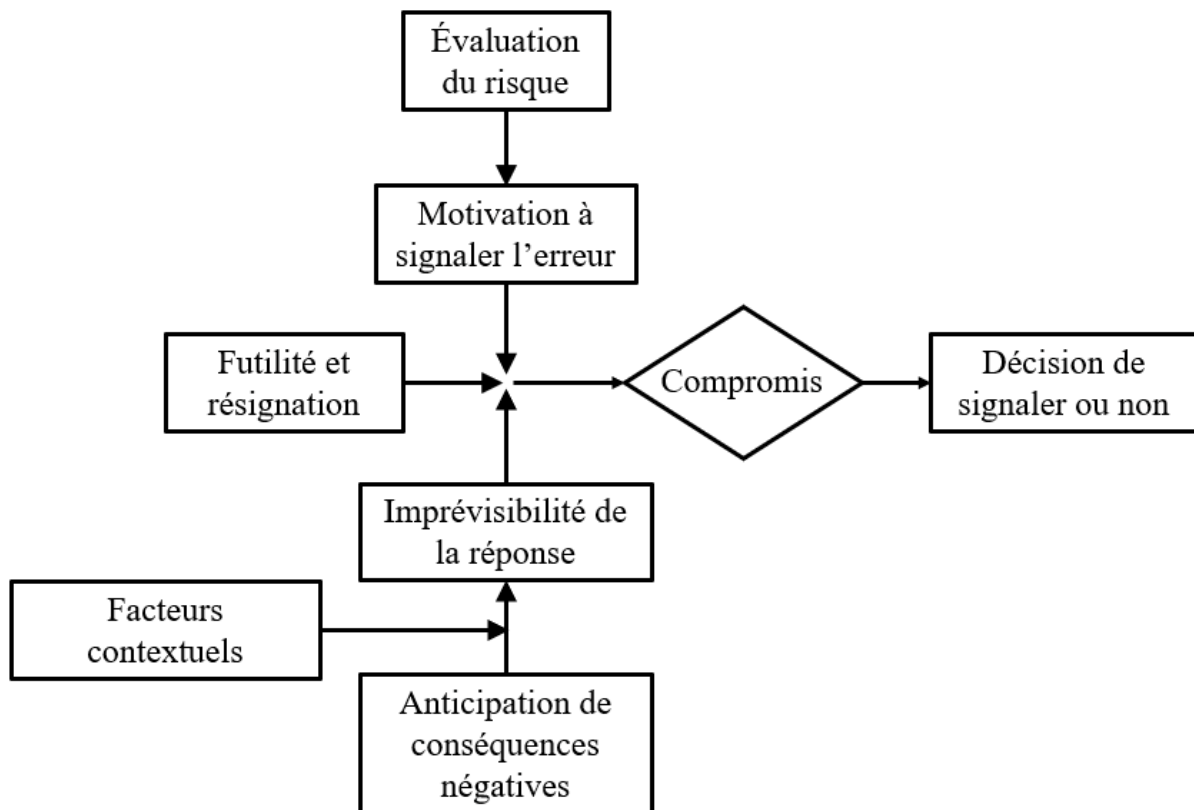 Évaluation
du risque
Motivation à
signaler l’erreur
Futilité et
résignation
Compromis
Décision de
signaler ou non
Imprévisibilité de
la réponse
Facteurs
contextuels
Anticipation de
conséquences
négatives